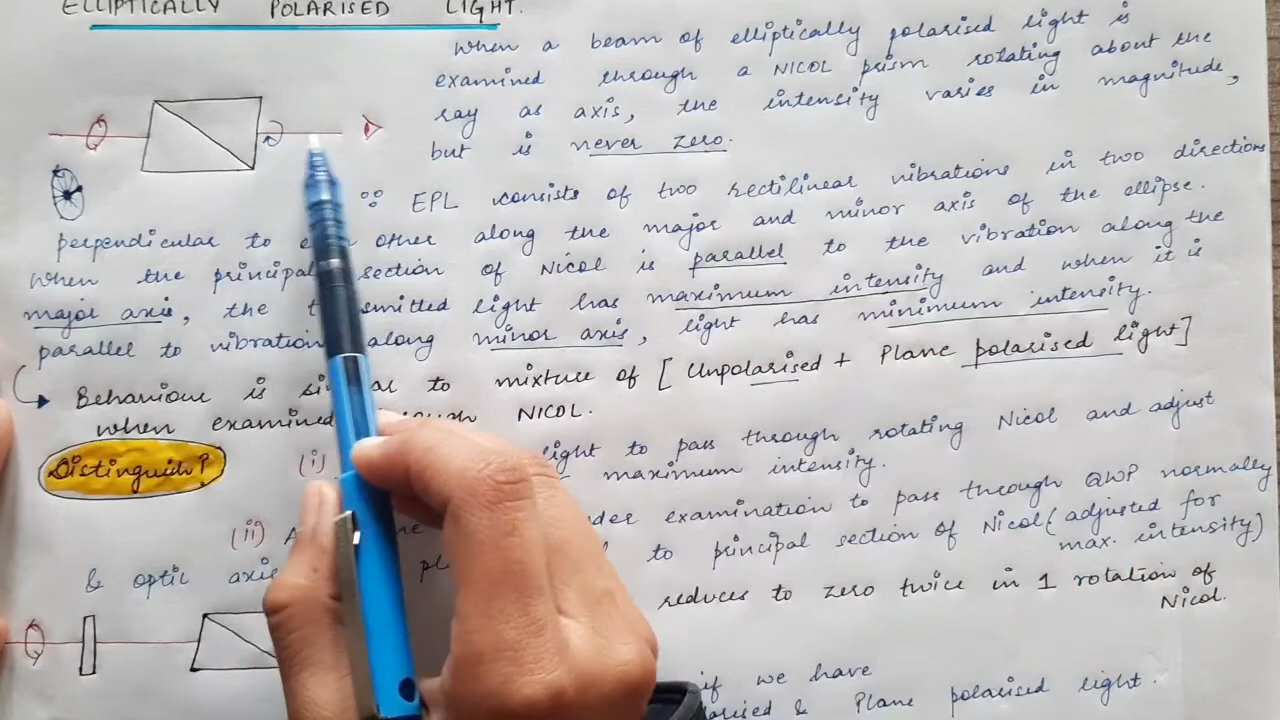 ELLIPTICALLY POLARISED LIGHT.
When a beam of elliptically polarised light is
examined through a NICOL prism rotating about the
ray as axis, the intensity varies in magnitude,
but is never zero.
∵ EPL consists of two rectilinear vibrations in two directions
perpendicular to other along the major and minor axis of the ellipse.
When the principal section of Nicol is parallel to the vibration along the
major axis, the light has maximum intensity and when it is
parallel to vibration along minor axis, light has minimum intensity.
Behaviour is to mixture of [ Unpolarised + Plane polarised light]
when examined NICOL.
Distinguish?
(i) light to pass through rotating Nicol and adjust
maximum intensity.
(ii) examination to pass through QWP normally
& optic axis to principal section of Nicol (adjusted for
max. intensity)
reduces to zero twice in 1 rotation of
Nicol.
if we have
& Plane polarised light.